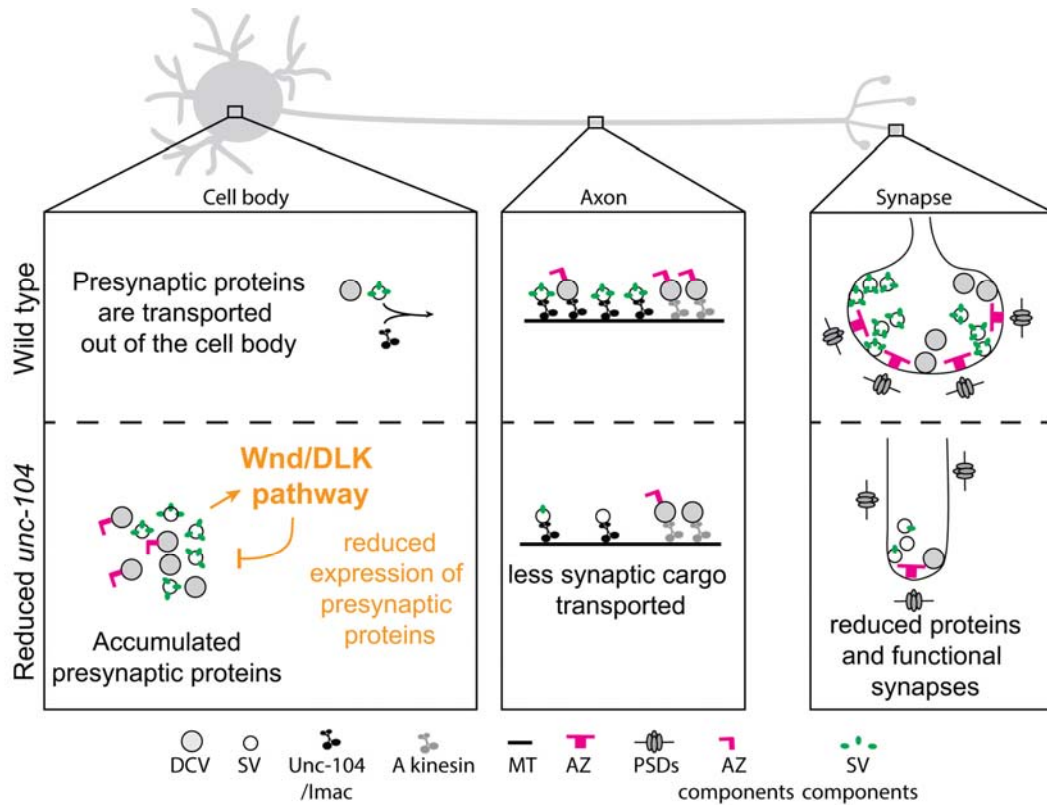 Cell body
Axon
Synapse
Wild type
Presynaptic proteins
are transported
out of the cell body
Reduced unc-104
Wnd/DLK
pathway
reduced
expression of
presynaptic
proteins
Accumulated
presynaptic proteins
less synaptic cargo
transported
reduced proteins
and functional
synapses
DCV SV Unc-104 A kinesin MT AZ PSDs AZ SV
/Imac components components